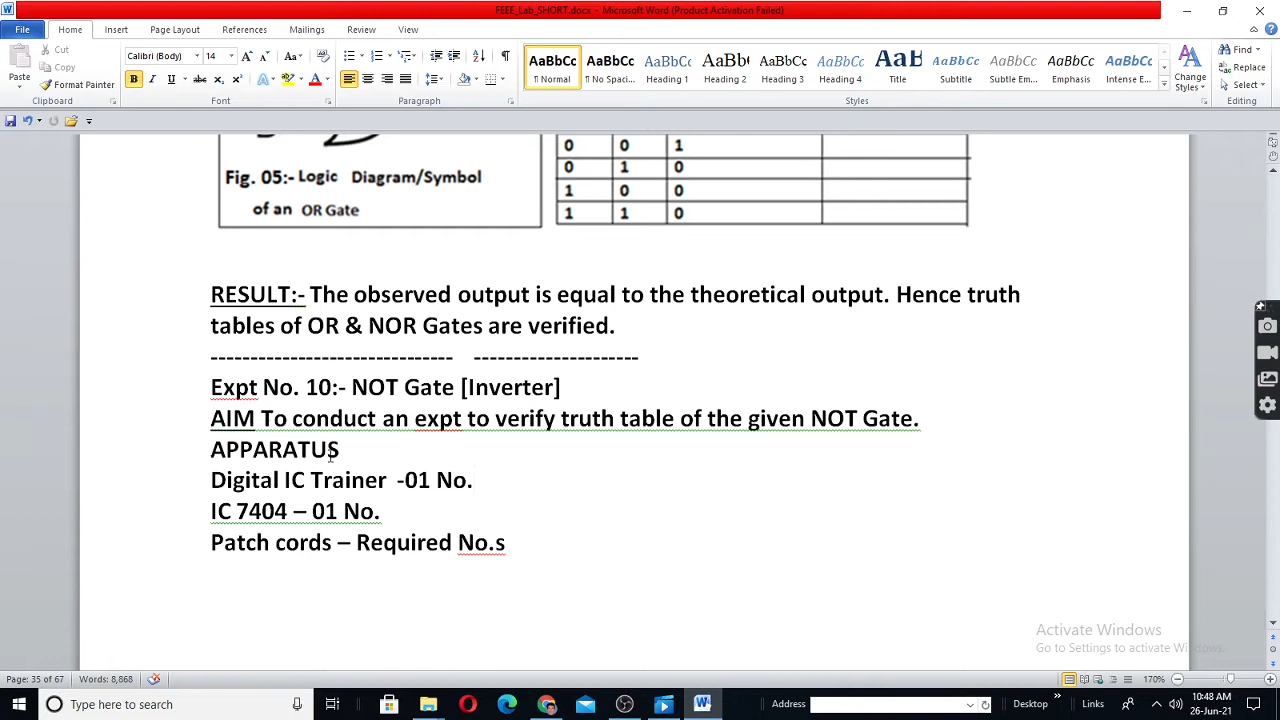 FEEE_Lab_SHORT.docx - Microsoft Word (Product Activation Failed)
File Home Insert Page Layout References Mailings Review View
Paste
Cut
Copy
Format Painter
Clipboard
Calibri (Body) 14
Font
Paragraph
AaBbCc AaBbCc AaBbCc AaBbC AaBbCc AaBbCc AaB AaBbCc AaBbCc AaBbCc AaBbCc
¶ Normal ¶ No Spaci... Heading 1 Heading 2 Heading 3 Heading 4 Title Subtitle Subtle Em... Emphasis Intense E...
Styles
Change Styles
Find
Replace
Select
Editing
0 0 1
0 1 0
1 0 0
1 1 0
Fig. 05:- Logic Diagram/Symbol
of an OR Gate
RESULT:- The observed output is equal to the theoretical output. Hence truth
tables of OR & NOR Gates are verified.
------------------------------ ---------------------
Expt No. 10:- NOT Gate [Inverter]
AIM To conduct an expt to verify truth table of the given NOT Gate.
APPARATUS
Digital IC Trainer -01 No.
IC 7404 – 01 No.
Patch cords – Required No.s
Activate Windows
Go to Settings to activate Windows.
Page: 35 of 67 Words: 8,868 170%
Type here to search
Address
Desktop
Links
10:48 AM
26-Jun-21